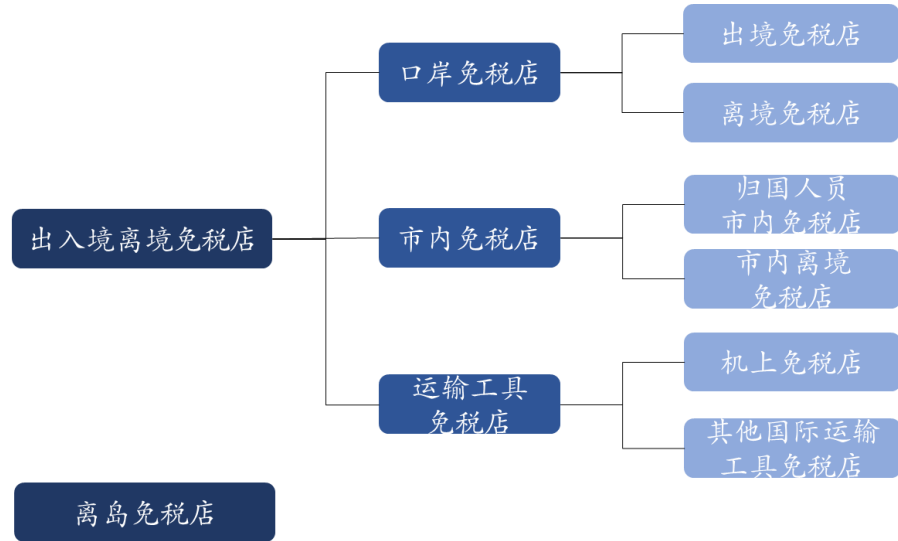 出境免税店
口岸免税店
离境免税店
归国人员
市内免税店
出入境离境免税店
市内免税店
市内离境
免税店
机上免税店
运输工具
免税店
其他国际运输
工具免税店
离岛免税店